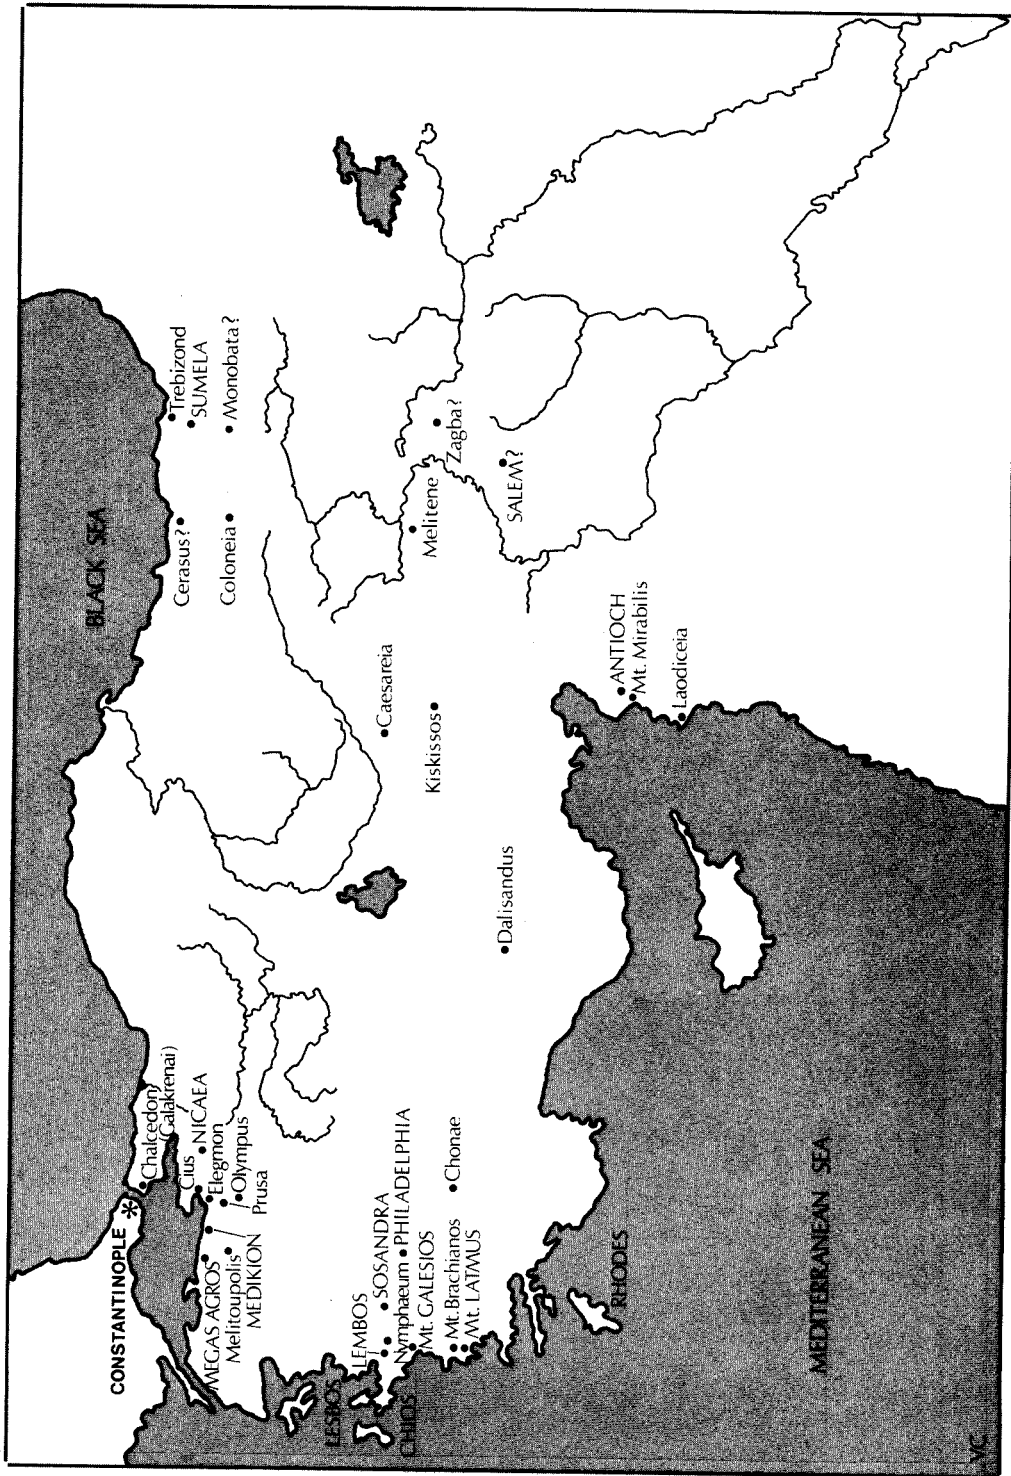 BLACK SEA
CONSTANTINOPLE
Chalcedon
(Galakrenai)
Cius
NICAEA
Elegmon
Olympus
Prusa
MEGAS AGROS
Melitoupolis
MEDIKION
Trebizond
SUMELA
Monobata?
Cerasus?
Coloneia
Melitene
Zagba?
SALEM?
Caesareia
Kiskissos
Dalisandus
ANTIOCH
Mt. Mirabilis
Laodiceia
LESBOS
LEMBOS
SOSANDRA
Nymphaeum
PHILADELPHIA
CHIOS
Mt. GALESIOS
Mt. Brachianos
Chonae
Mt. LATMUS
RHODES
MEDITERRANEAN SEA
VC